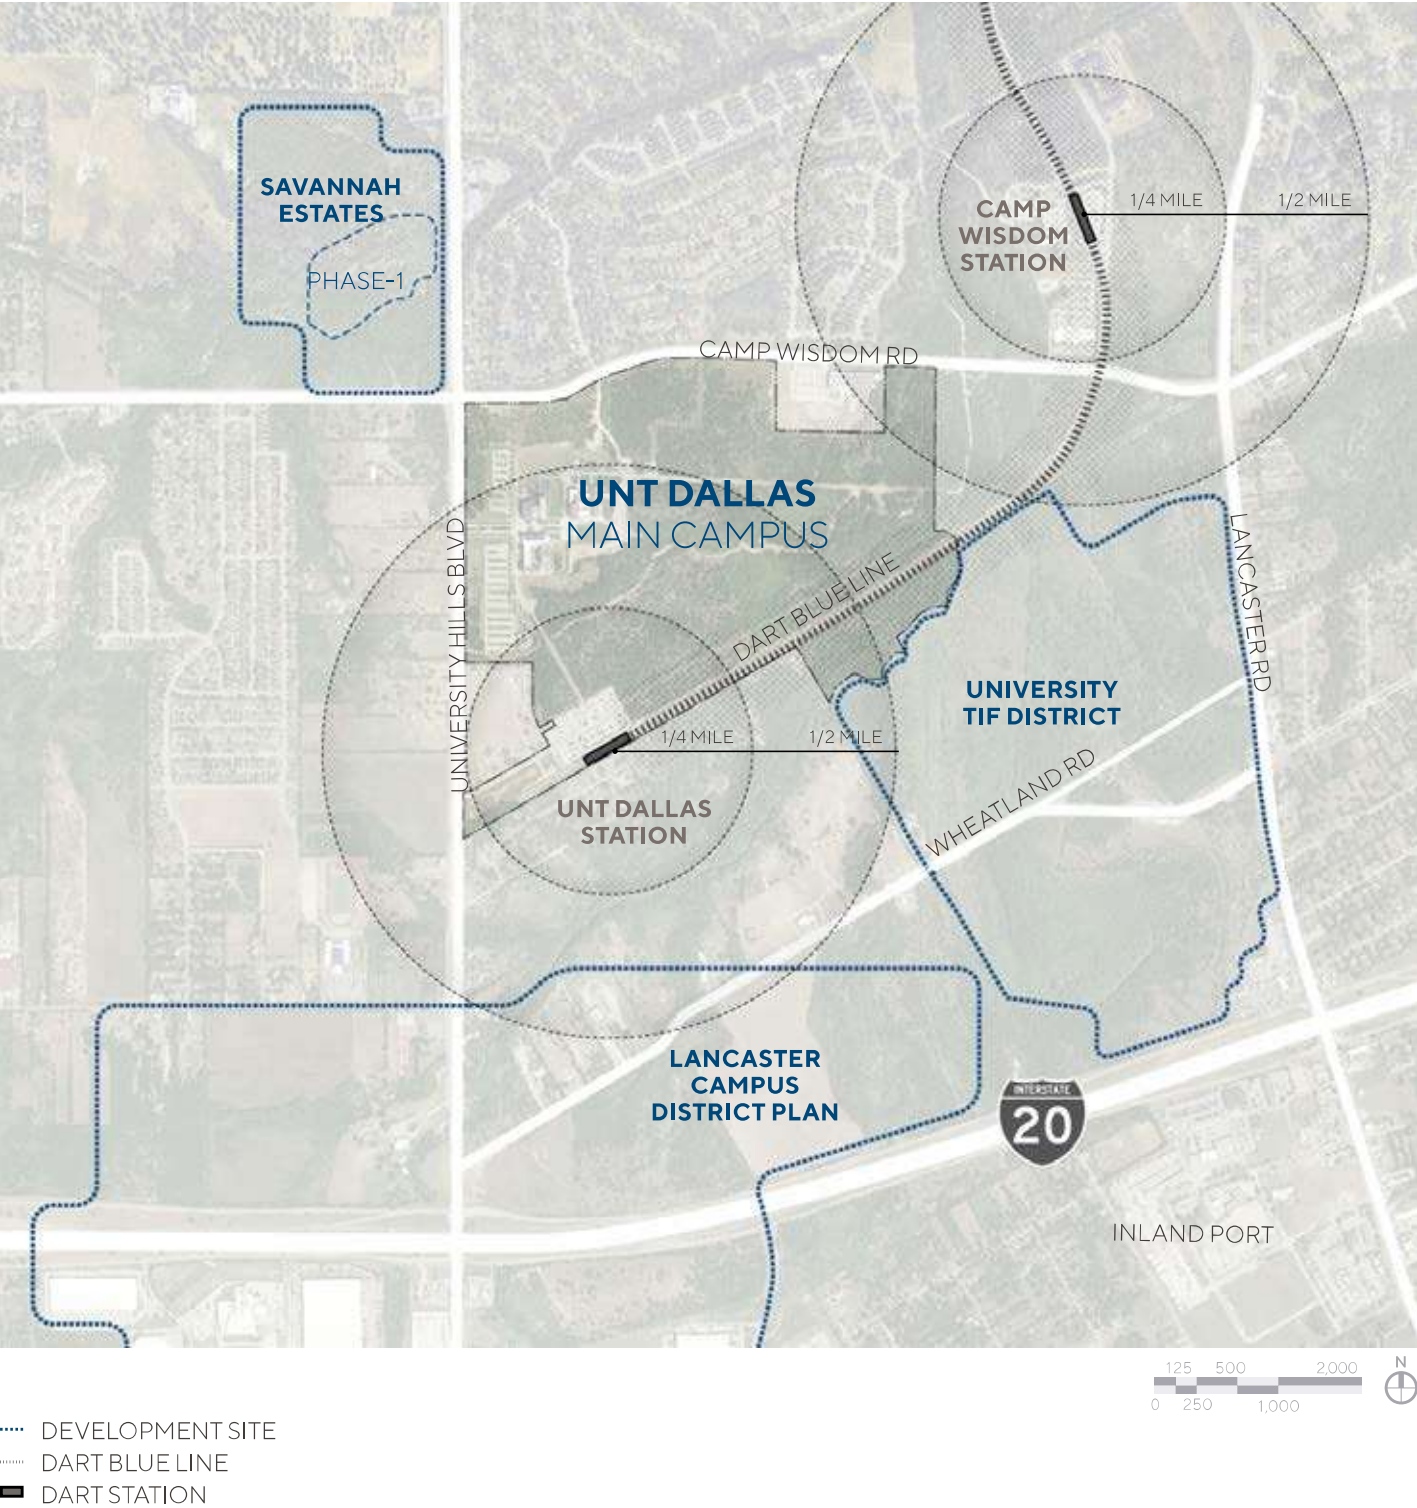 SAVANNAH
ESTATES
PHASE-1
CAMP
WISDOM
STATION
1/4 MILE
1/2 MILE
CAMP WISDOM RD
UNT DALLAS
MAIN CAMPUS
UNIVERSITY HILLS BLVD
DART BLUE LINE
LANCASTER RD
UNIVERSITY
TIF DISTRICT
1/4 MILE
1/2 MILE
WHEATLAND RD
UNT DALLAS
STATION
LANCASTER
CAMPUS
DISTRICT PLAN
INTERSTATE
20
INLAND PORT
125 500 2,000
0 250 1,000
N
DEVELOPMENT SITE
DART BLUE LINE
DART STATION